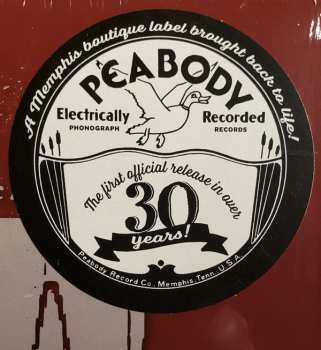 A Memphis boutique label brought back to life!
PEABODY
Electrically Recorded
PHONOGRAPH RECORDS
The first official release in over
30
years!
Peabody Record Co., Memphis, Tenn. U.S.A.